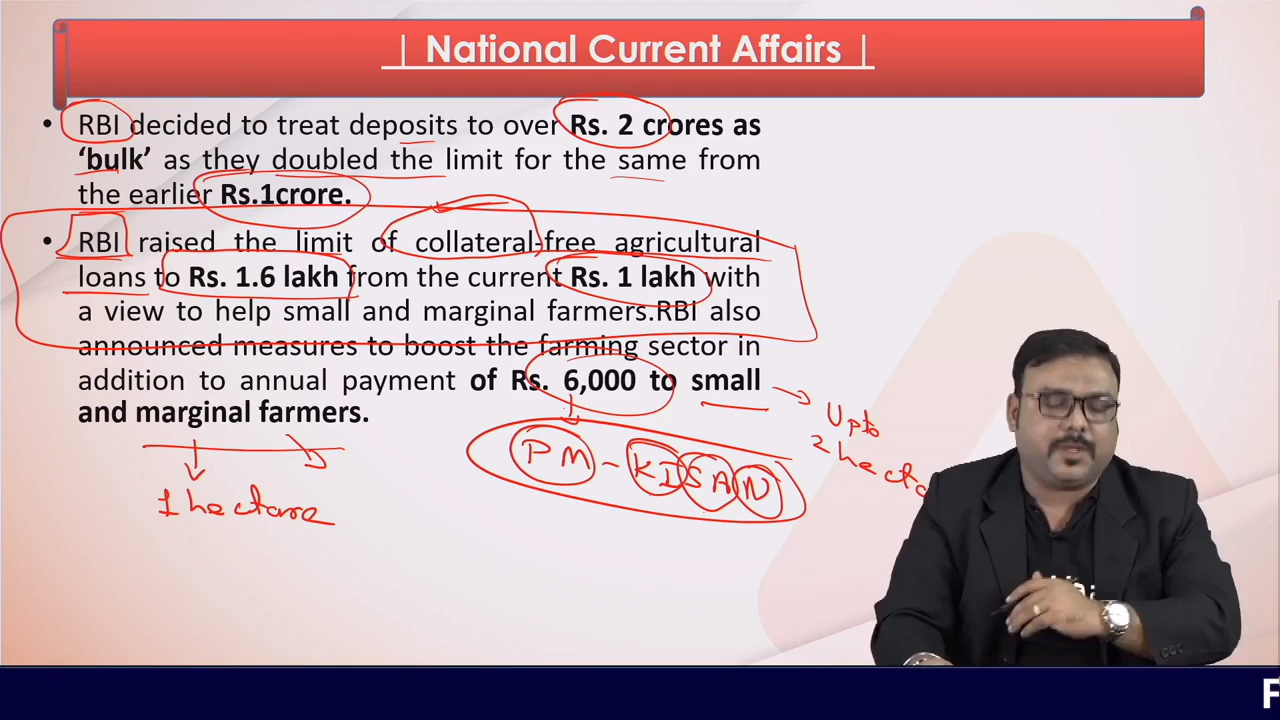 | National Current Affairs |
• RBI decided to treat deposits to over Rs. 2 crores as
‘bulk’ as they doubled the limit for the same from
the earlier Rs.1crore.
• RBI raised the limit of collateral-free agricultural
loans to Rs. 1.6 lakh from the current Rs. 1 lakh with
a view to help small and marginal farmers.RBI also
announced measures to boost the farming sector in
addition to annual payment of Rs. 6,000 to small
and marginal farmers.
Upto
2 hecta
PM - KISAN
1 hectare
F